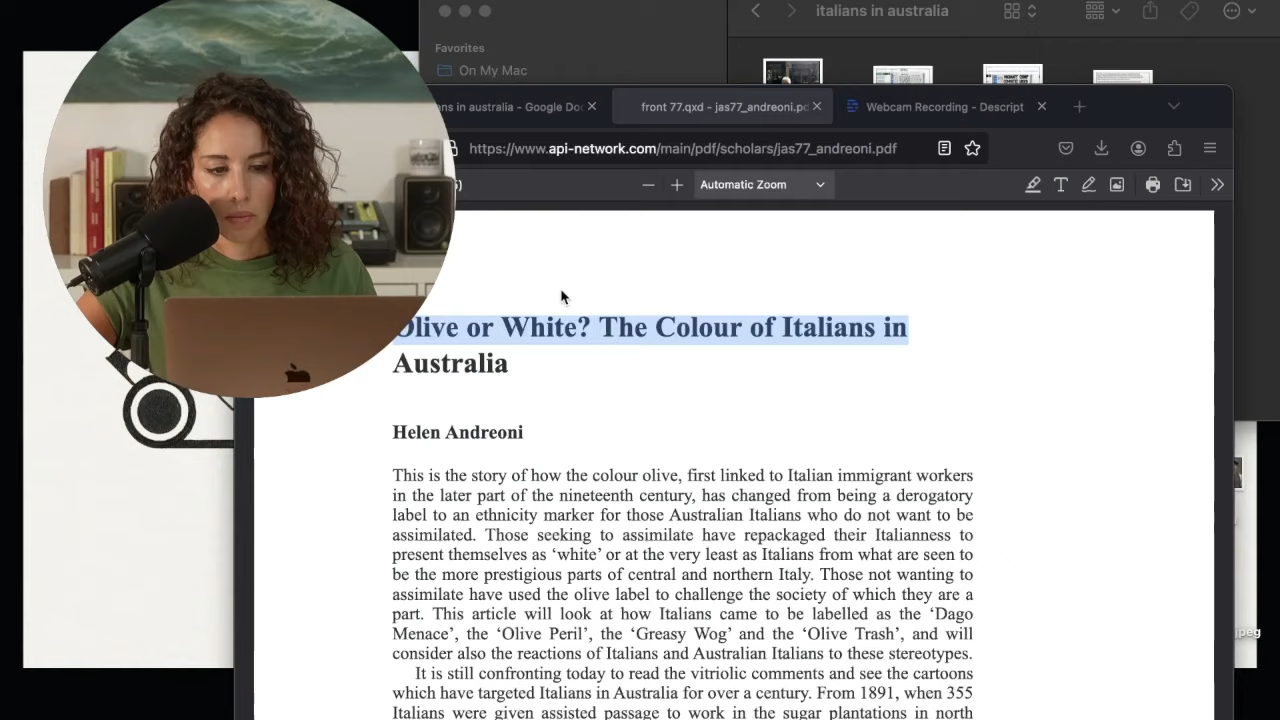 italians in australia
Favorites
On My Mac
ns in australia - Google Do
front 77.qxd - jas77_andreoni.pd
Webcam Recording - Descript
https://www.api-network.com/main/pdf/scholars/jas77_andreoni.pdf
Automatic Zoom
Olive or White? The Colour of Italians in
Australia
Helen Andreoni
This is the story of how the colour olive, first linked to Italian immigrant workers
in the later part of the nineteenth century, has changed from being a derogatory
label to an ethnicity marker for those Australian Italians who do not want to be
assimilated. Those seeking to assimilate have repackaged their Italianness to
present themselves as ‘white’ or at the very least as Italians from what are seen to
be the more prestigious parts of central and northern Italy. Those not wanting to
assimilate have used the olive label to challenge the society of which they are a
part. This article will look at how Italians came to be labelled as the ‘Dago
Menace’, the ‘Olive Peril’, the ‘Greasy Wog’ and the ‘Olive Trash’, and will
consider also the reactions of Italians and Australian Italians to these stereotypes.
It is still confronting today to read the vitriolic comments and see the cartoons
which have targeted Italians in Australia for over a century. From 1891, when 355
Italians were given assisted passage to work in the sugar plantations in north
jpeg